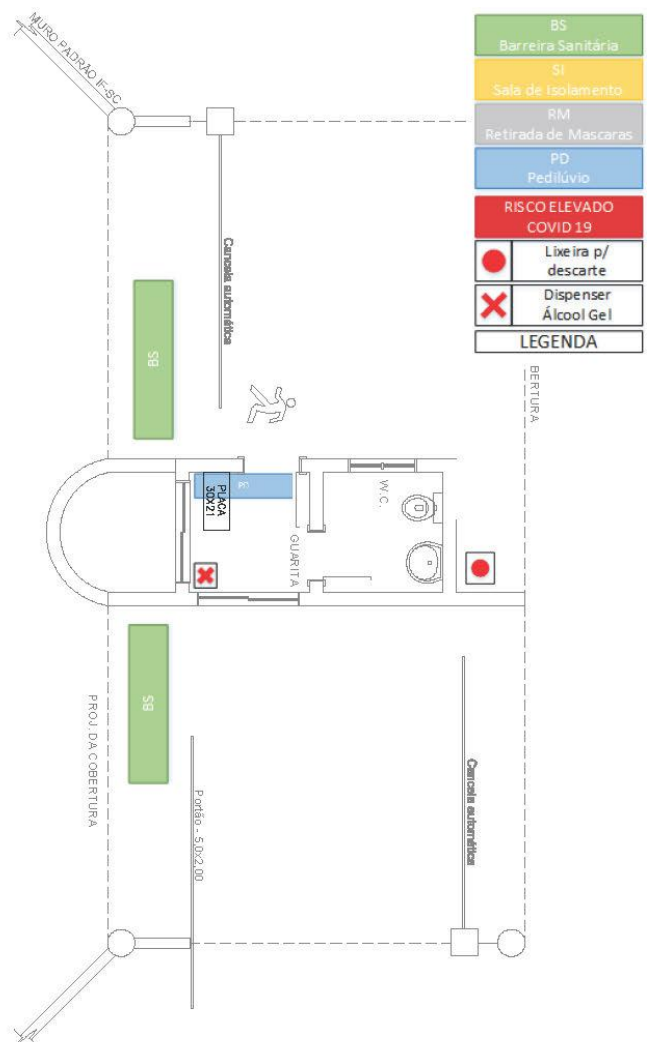 MURO PADRÃO IF-SC
BS
Barreira Sanitária
SI
Sala de Isolamento
RM
Retirada de Mascaras
PD
Pedilúvio
RISCO ELEVADO
COVID 19
Lixeira p/
descarte
Dispenser
Álcool Gel
LEGENDA
Cancela automática
BS
BERTURA
PLACA
30X21
PD
W.C.
GUARITA
BS
PROJ. DA COBERTURA
Portão - 5,0x2,00
Cancela automática